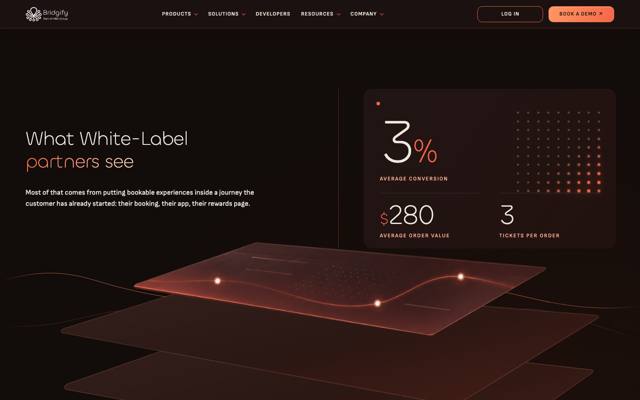 Bridgify
PRODUCTS
SOLUTIONS
DEVELOPERS
RESOURCES
COMPANY
LOG IN
BOOK A DEMO ↗
What White-Label
partners see
Most of that comes from putting bookable experiences inside a journey the
customer has already started: their booking, their app, their rewards page.
3%
AVERAGE CONVERSION
$280
AVERAGE ORDER VALUE
3
TICKETS PER ORDER